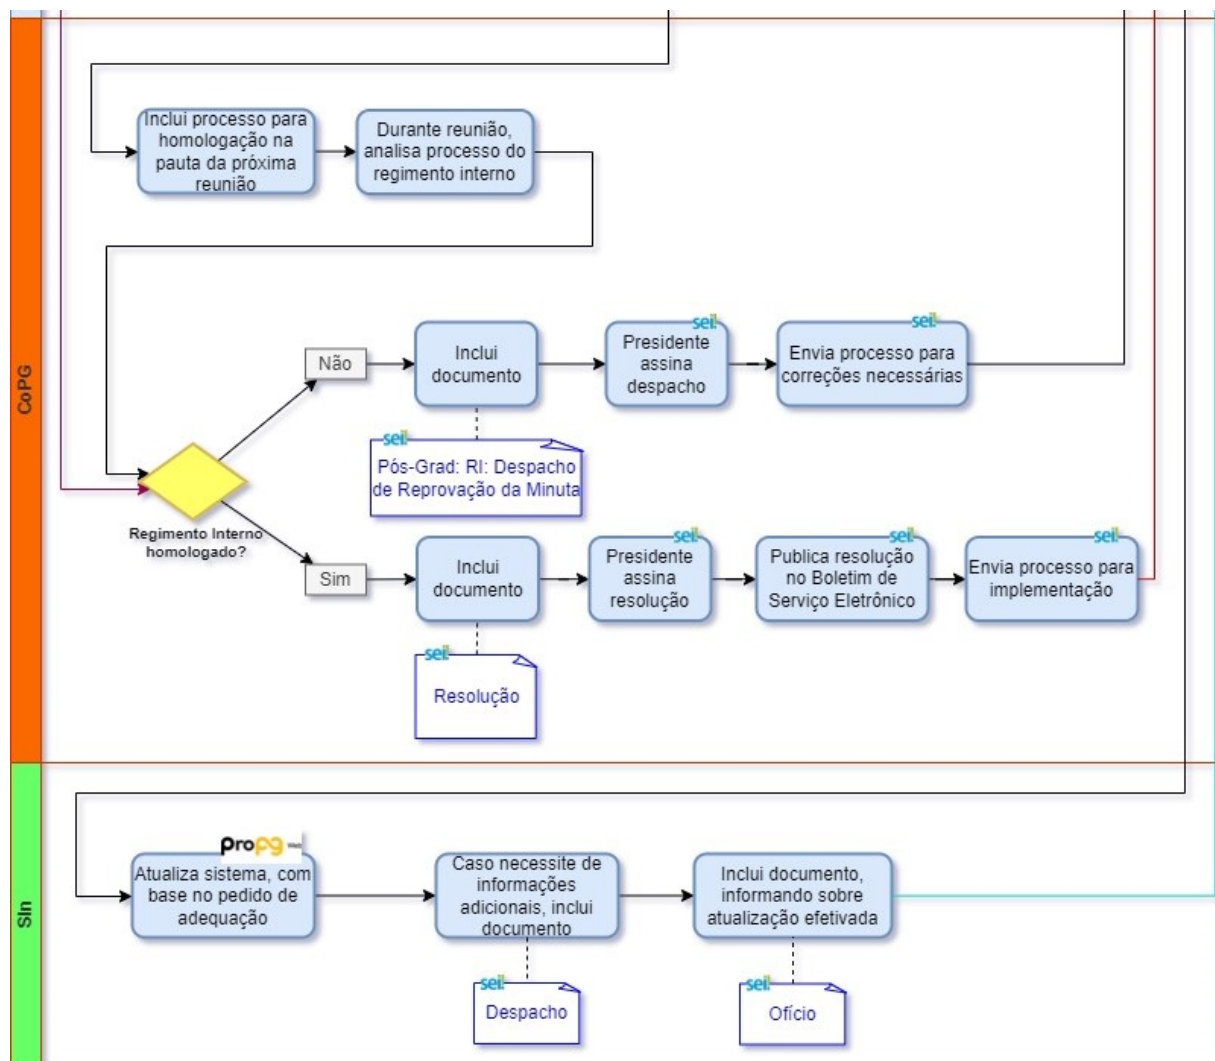 CoPG
Inclui processo para
homologação na
pauta da próxima
reunião
Durante reunião,
analisa processo do
regimento interno
Não
Inclui
documento
sei!
Presidente
assina
despacho
sei!
Envia processo para
correções necessárias
sei!
Pós-Grad: RI: Despacho
de Reprovação da Minuta
Regimento Interno
homologado?
Sim
Inclui
documento
sei!
Presidente
assina
resolução
sei!
Publica resolução
no Boletim de
Serviço Eletrônico
sei!
Envia processo para
implementação
sei!
Resolução
SIn
propg
Atualiza sistema, com
base no pedido de
adequação
Caso necessite de
informações
adicionais, inclui
documento
Inclui documento,
informando sobre
atualização efetivada
sei!
Despacho
sei!
Ofício